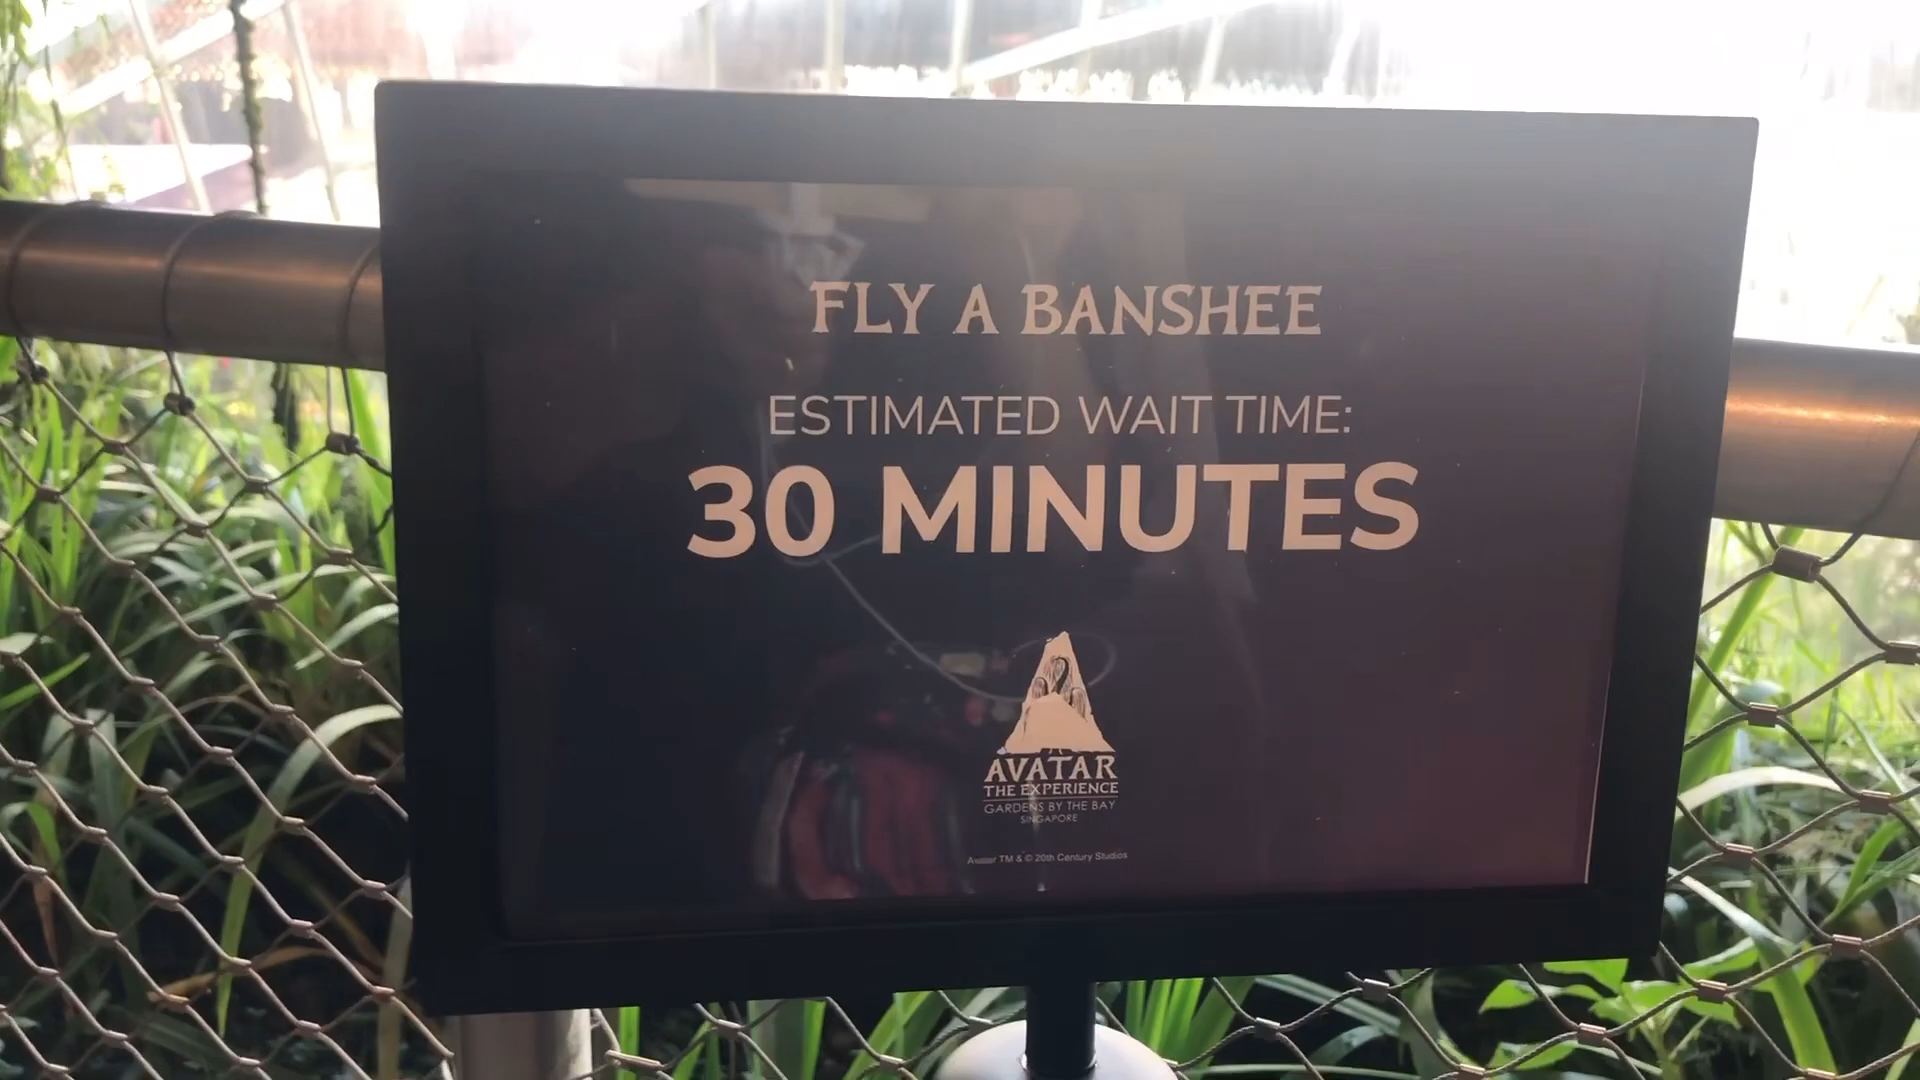 FLY A BANSHEE
ESTIMATED WAIT TIME:
30 MINUTES
AVATAR
THE EXPERIENCE
GARDENS BY THE BAY
SINGAPORE
Avatar TM & © 20th Century Studios